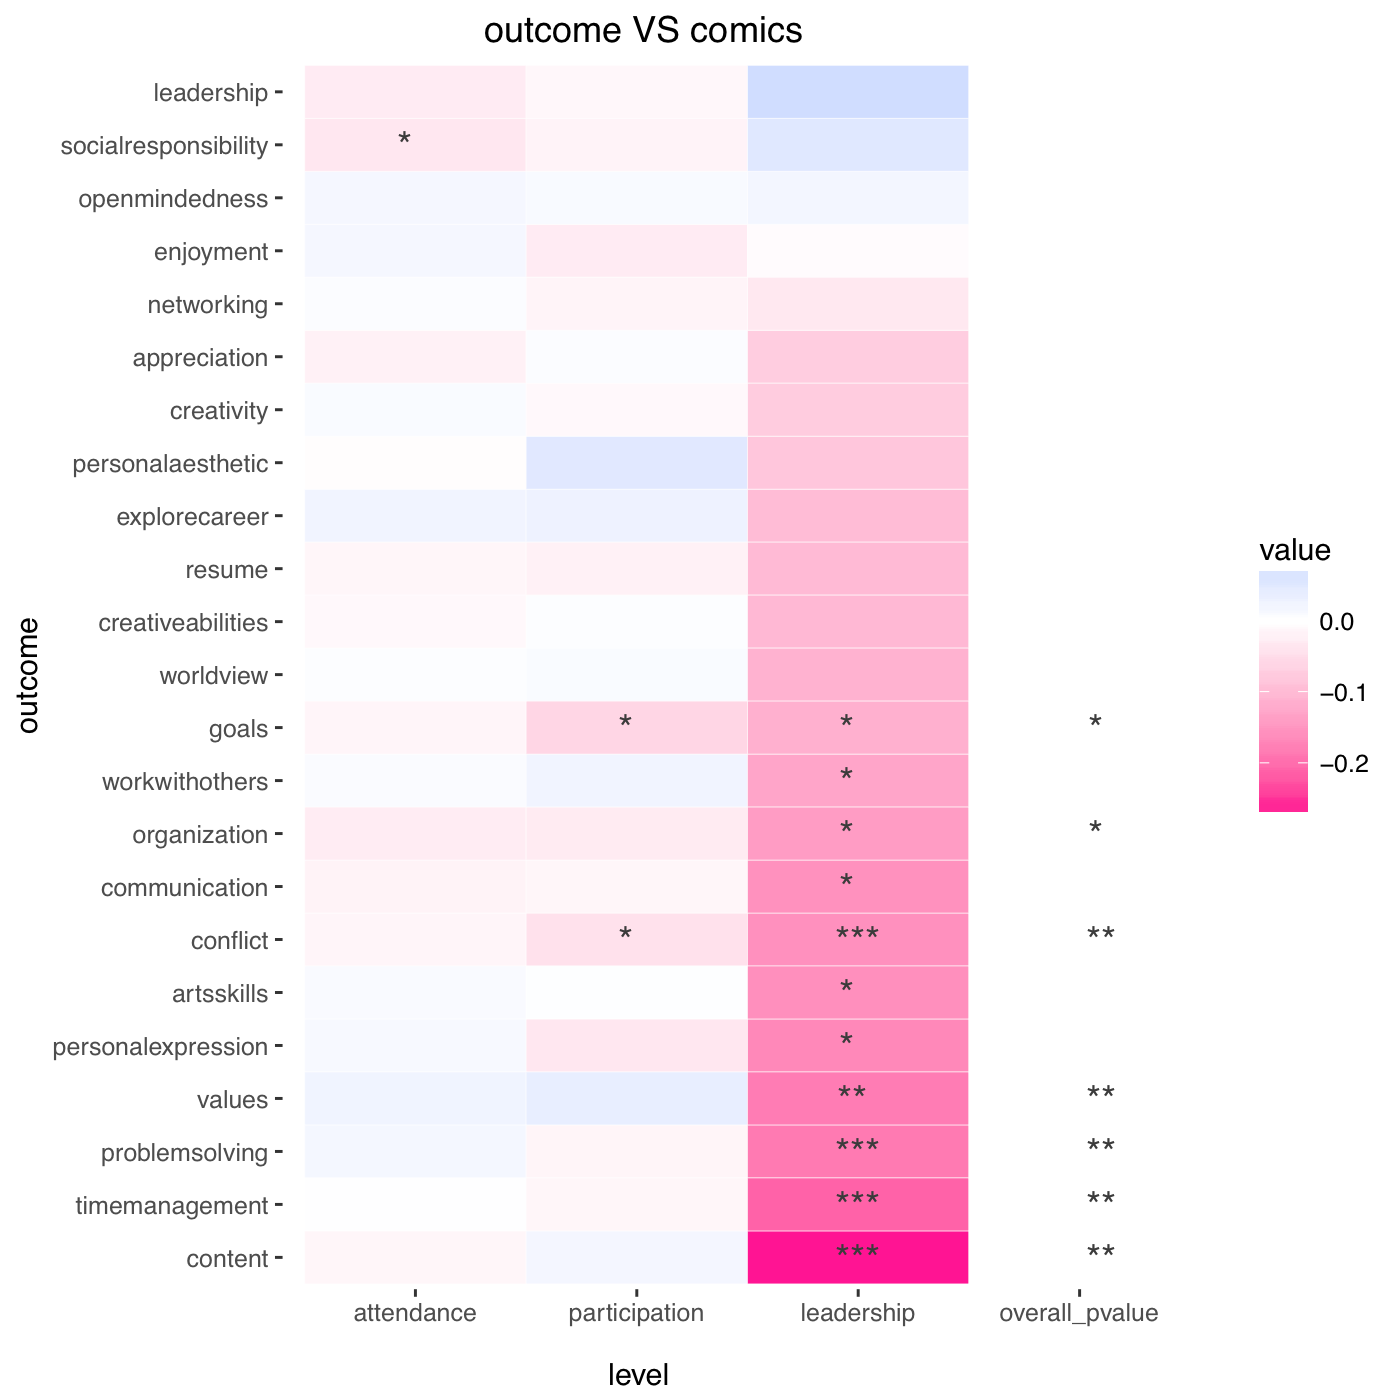 outcome VS comics
leadership
socialresponsibility *
openmindedness
enjoyment
networking
appreciation
creativity
personalaesthetic
explorecareer
resume
creativeabilities
worldview
goals * * *
workwithothers *
organization * *
communication *
conflict * *** **
artsskills *
personalexpression *
values ** **
problemsolving *** **
timemanagement *** **
content *** **
attendance participation leadership overall_pvalue
level
outcome
value
0.0
−0.1
−0.2